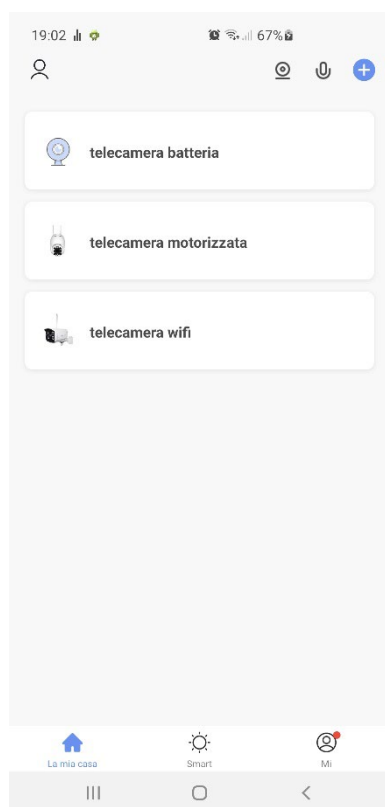 19:02 67%
telecamera batteria
telecamera motorizzata
telecamera wifi
La mia casa Smart Mi